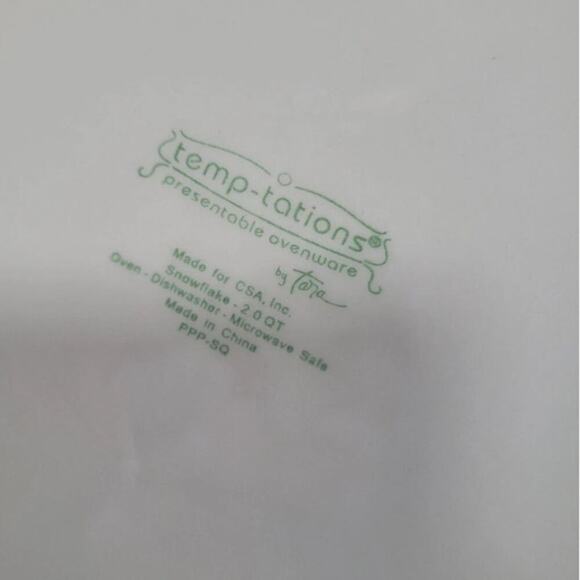 temp-tations®
presentable ovenware
by Tara
Made for CSA, Inc.
Snowflake - 2.0 QT
Oven - Dishwasher - Microwave Safe
Made in China
PPP-SQ